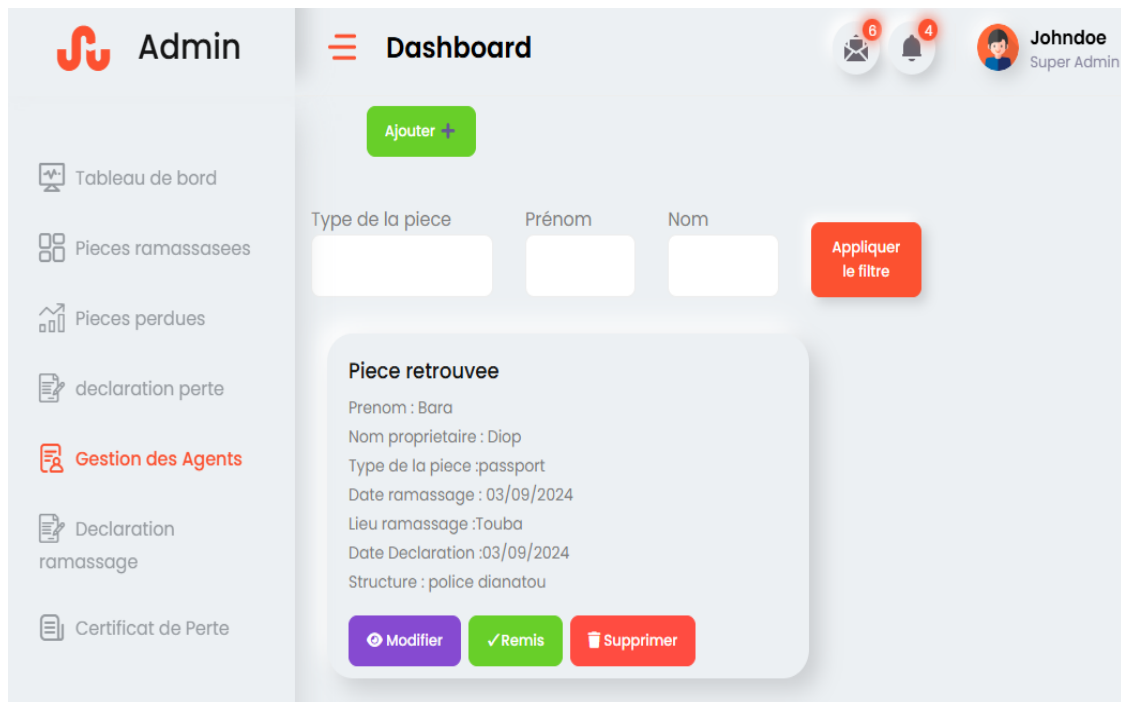 Admin
Dashboard
6
4
Johndoe
Super Admin
Ajouter +
Tableau de bord
Pieces ramassasees
Pieces perdues
declaration perte
Gestion des Agents
Declaration
ramassage
Certificat de Perte
Type de la piece
Prénom
Nom
Appliquer
le filtre
Piece retrouvee
Prenom : Bara
Nom proprietaire : Diop
Type de la piece :passport
Date ramassage : 03/09/2024
Lieu ramassage :Touba
Date Declaration :03/09/2024
Structure : police dianatou
Modifier
✓Remis
Supprimer